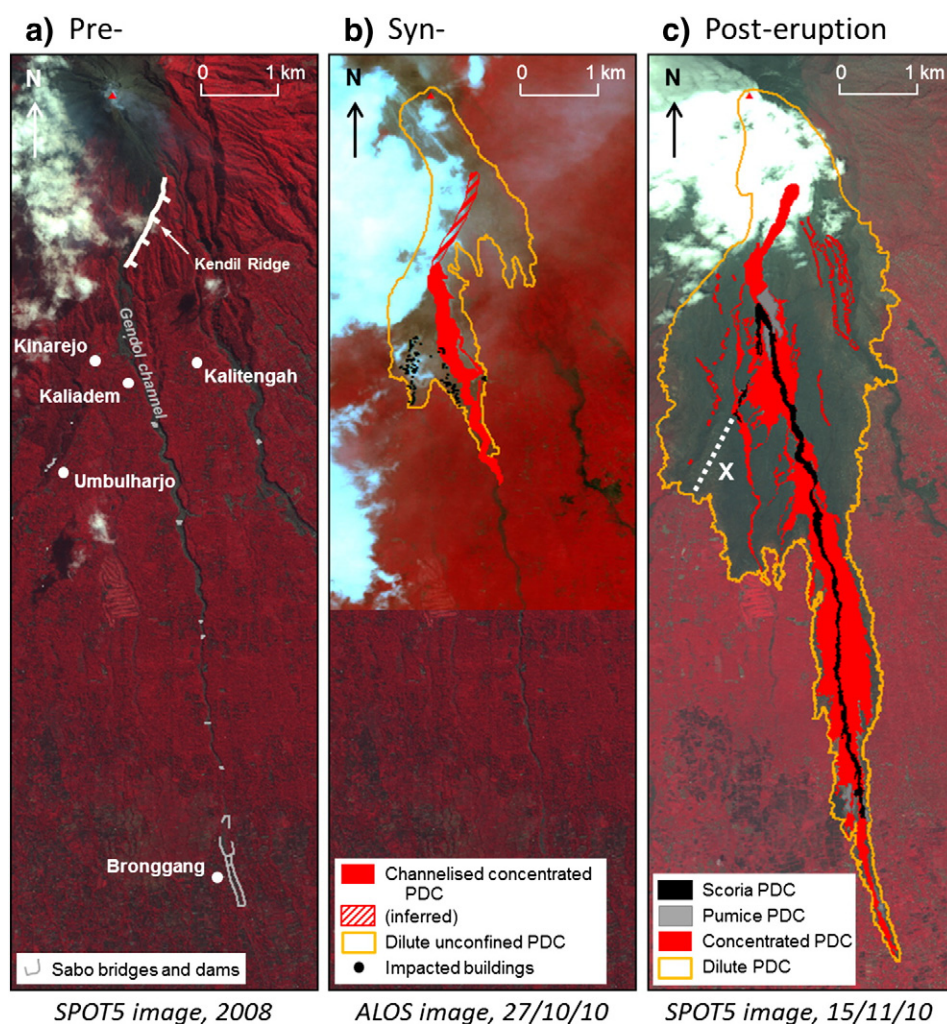 a) Pre-
b) Syn-
c) Post-eruption
N
0 1 km
Kendil Ridge
Gendol channel
Kinarejo
Kaliadem
Kalitengah
Umbulharjo
Bronggang
Sabo bridges and dams
SPOT5 image, 2008
N
0 1 km
Channelised concentrated
PDC
(inferred)
Dilute unconfined PDC
Impacted buildings
ALOS image, 27/10/10
N
0 1 km
X
Scoria PDC
Pumice PDC
Concentrated PDC
Dilute PDC
SPOT5 image, 15/11/10